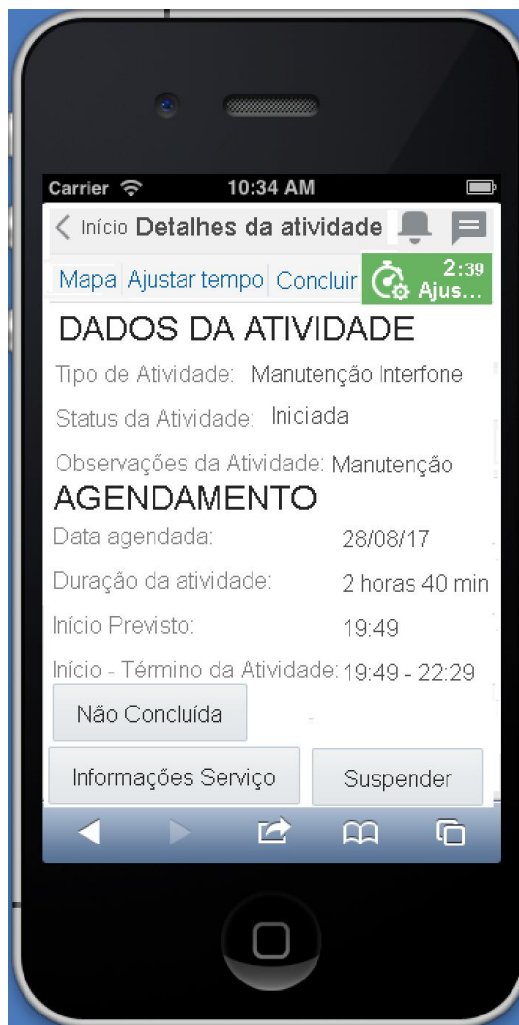 Carrier 10:34 AM
Início Detalhes da atividade
Mapa Ajustar tempo Concluir 2:39 Ajus...
DADOS DA ATIVIDADE
Tipo de Atividade: Manutenção Interfone
Status da Atividade: Iniciada
Observações da Atividade: Manutenção
AGENDAMENTO
Data agendada: 28/08/17
Duração da atividade: 2 horas 40 min
Início Previsto: 19:49
Início - Término da Atividade: 19:49 - 22:29
Não Concluída
Informações Serviço Suspender